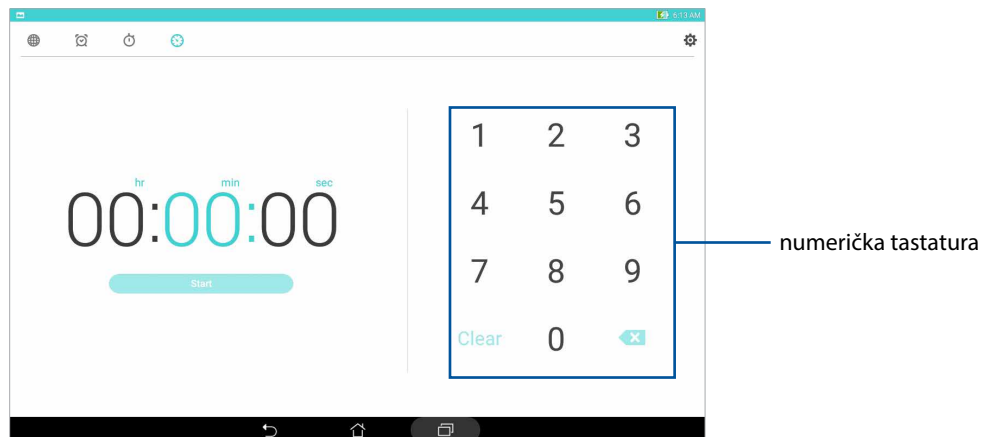 6:13 AM
hr min sec
00:00:00
Start
1 2 3
4 5 6
7 8 9
Clear 0
numerička tastatura